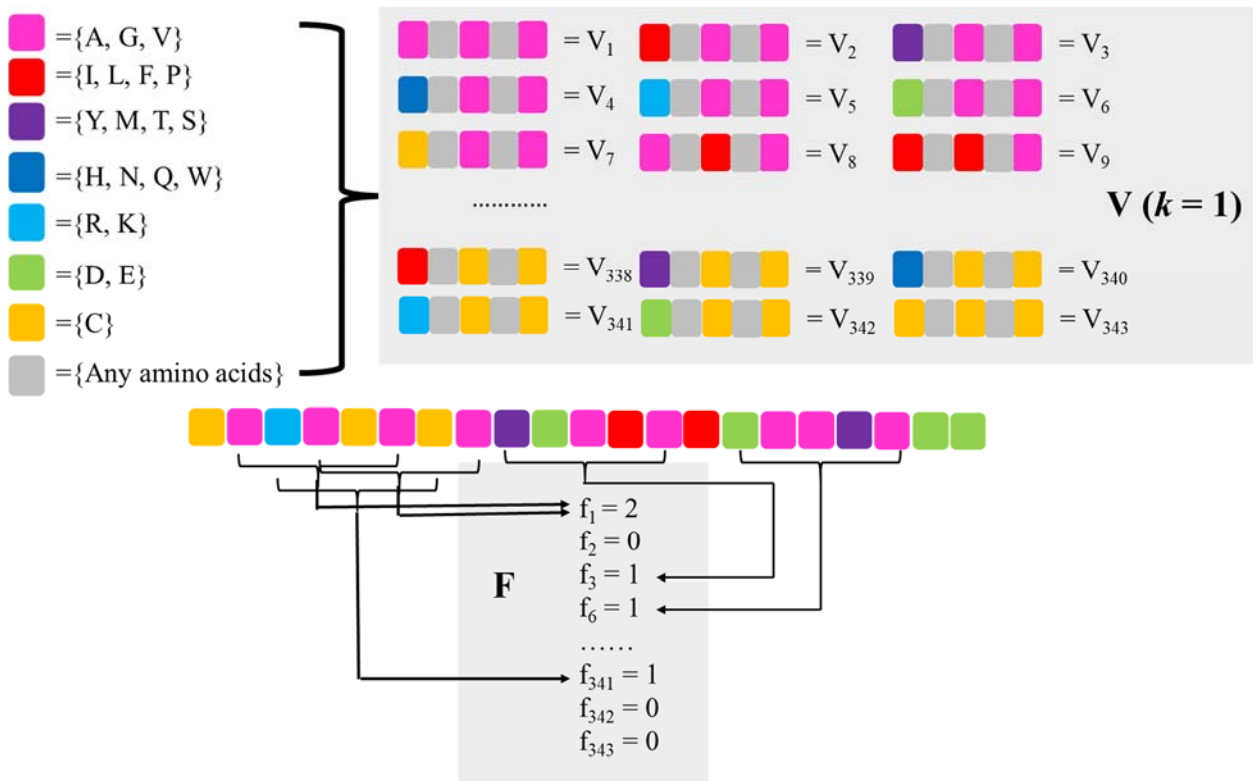 ={A, G, V}
={I, L, F, P}
={Y, M, T, S}
={H, N, Q, W}
={R, K}
={D, E}
={C}
={Any amino acids}
= V1 = V2 = V3
= V4 = V5 = V6
= V7 = V8 = V9
............
V (k = 1)
= V338 = V339 = V340
= V341 = V342 = V343
F
f1 = 2
f2 = 0
f3 = 1
f6 = 1
......
f341 = 1
f342 = 0
f343 = 0